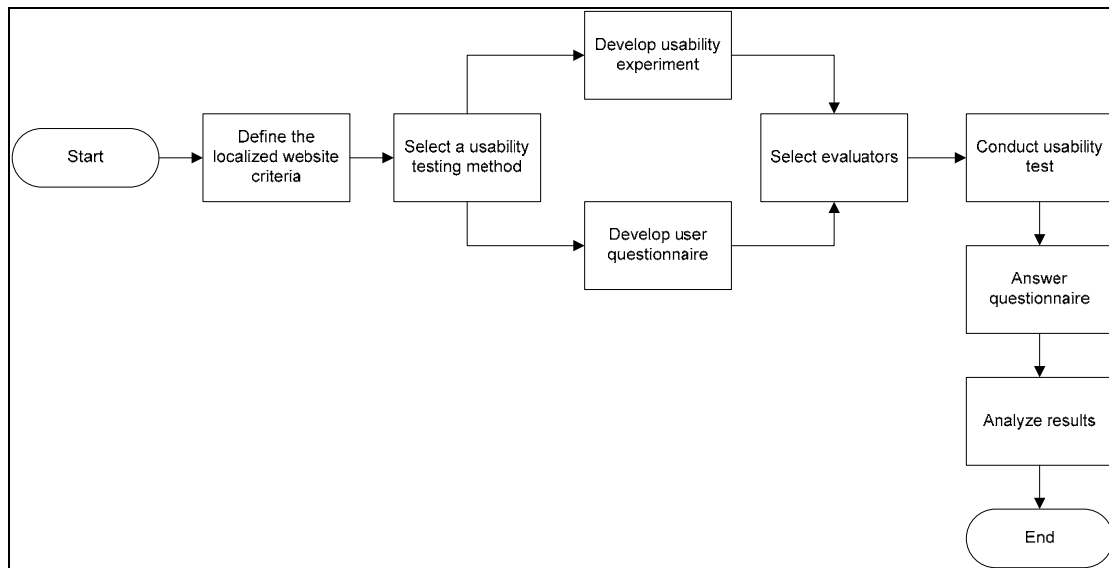 Start
Define the
localized website
criteria
Select a usability
testing method
Develop usability
experiment
Develop user
questionnaire
Select evaluators
Conduct usability
test
Answer
questionnaire
Analyze results
End